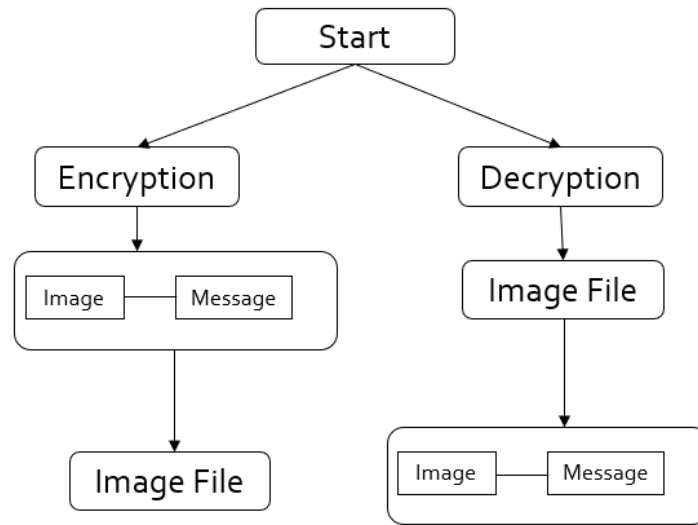 Start
Encryption
Decryption
Image
Message
Image File
Image File
Image
Message